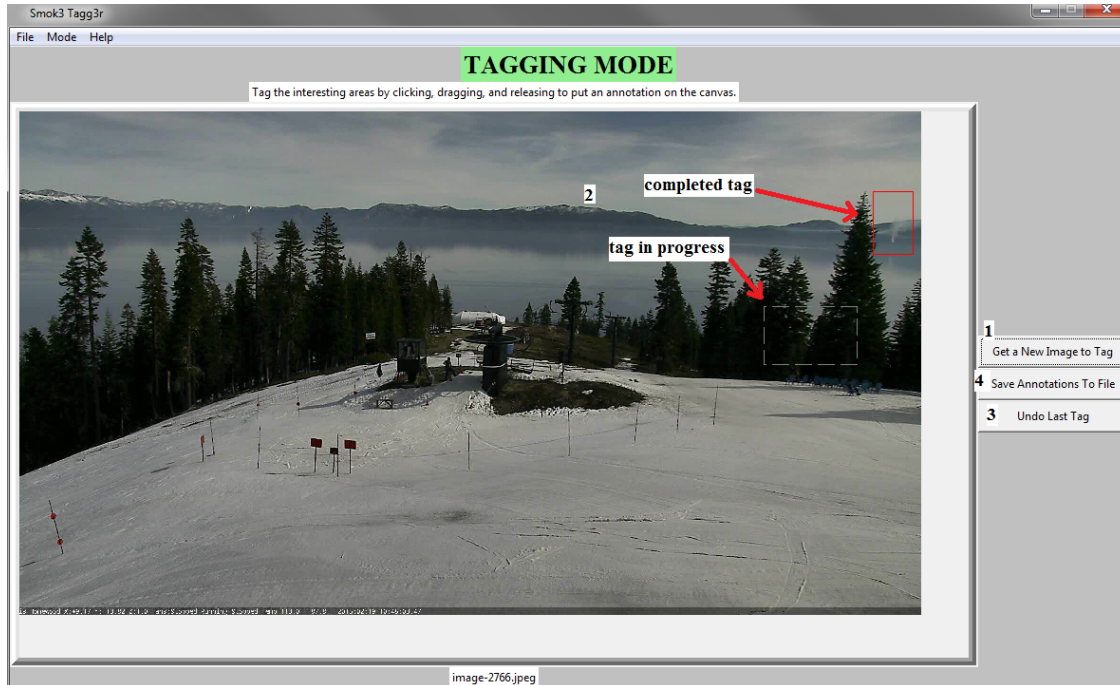 Smok3 Tagg3r
File Mode Help
TAGGING MODE
Tag the interesting areas by clicking, dragging, and releasing to put an annotation on the canvas.
completed tag
2
tag in progress
1
Get a New Image to Tag
4 Save Annotations To File
3 Undo Last Tag
image-2766.jpeg